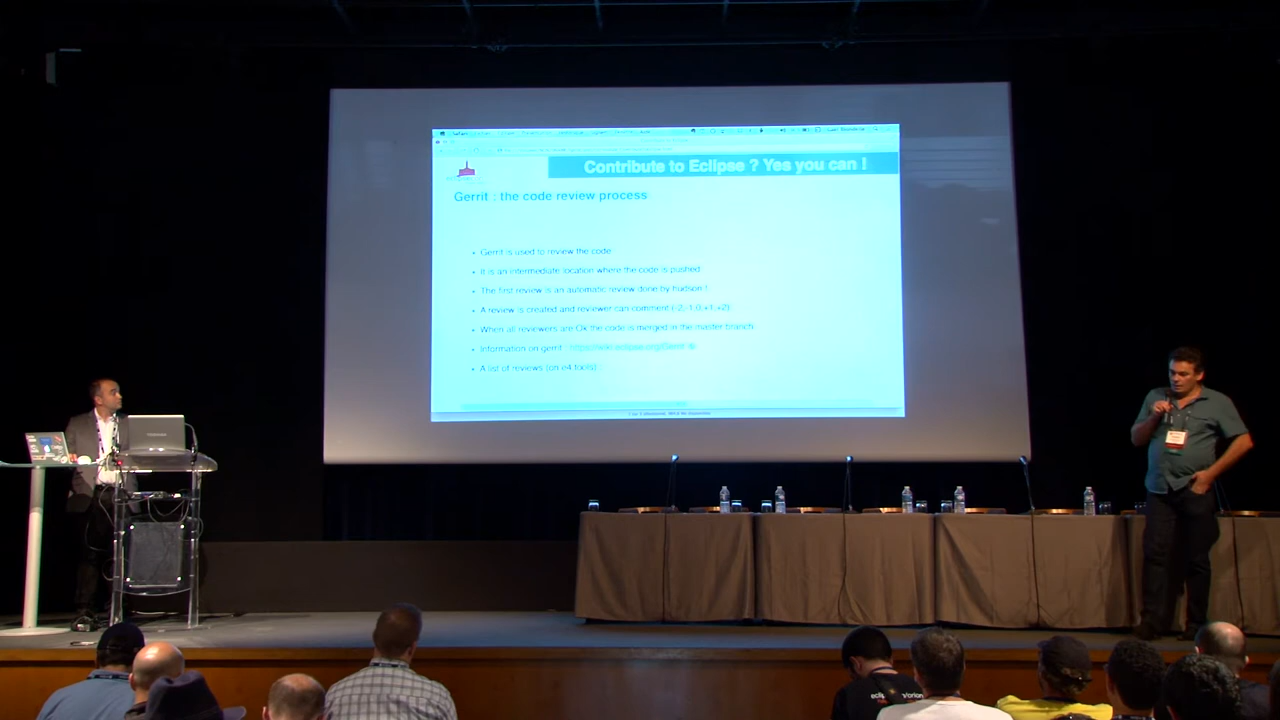 Safari
Contribute to Eclipse ? Yes you can !
Gerrit : the code review process
Gerrit is used to review the code
It is an intermediate location where the code is pushed
The first review is an automatic review done by hudson !
A review is created and reviewer can comment (-2,-1,0,+1,+2)
When all reviewers are Ok the code is merged in the master branch
Information on gerrit :
A list of reviews (on e4 tools)
TOSHIBA